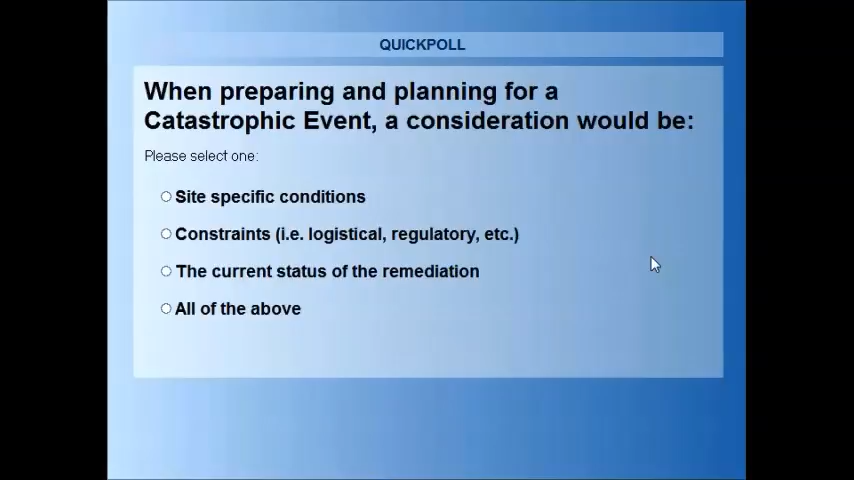 QUICKPOLL
When preparing and planning for a
Catastrophic Event, a consideration would be:
Please select one:
Site specific conditions
Constraints (i.e. logistical, regulatory, etc.)
The current status of the remediation
All of the above